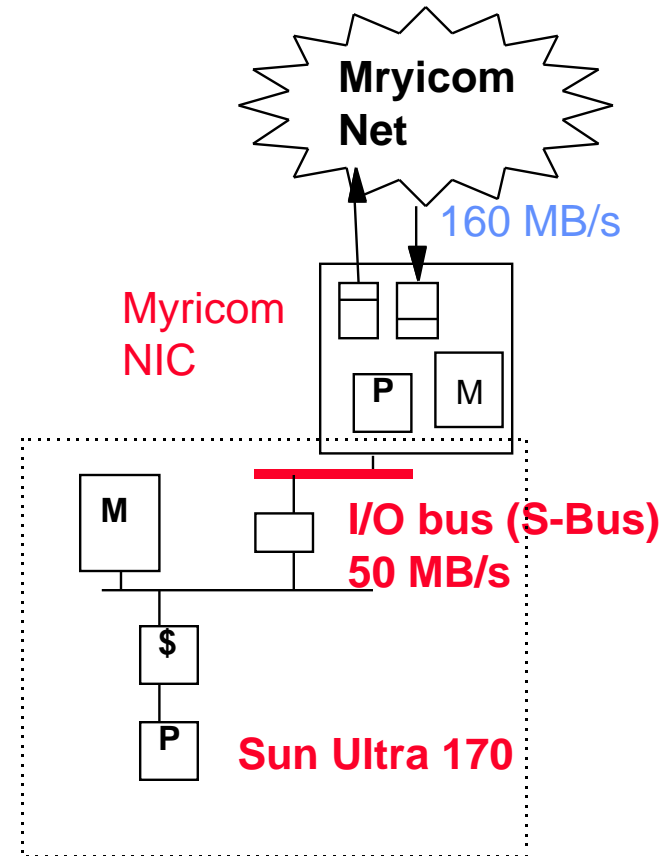 Mryicom
Net
160 MB/s
Myricom
NIC
P
M
M
I/O bus (S-Bus)
50 MB/s
$
P
Sun Ultra 170